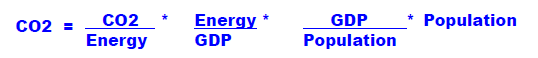 CO2 = CO2 * Energy * GDP * Population
Energy GDP Population